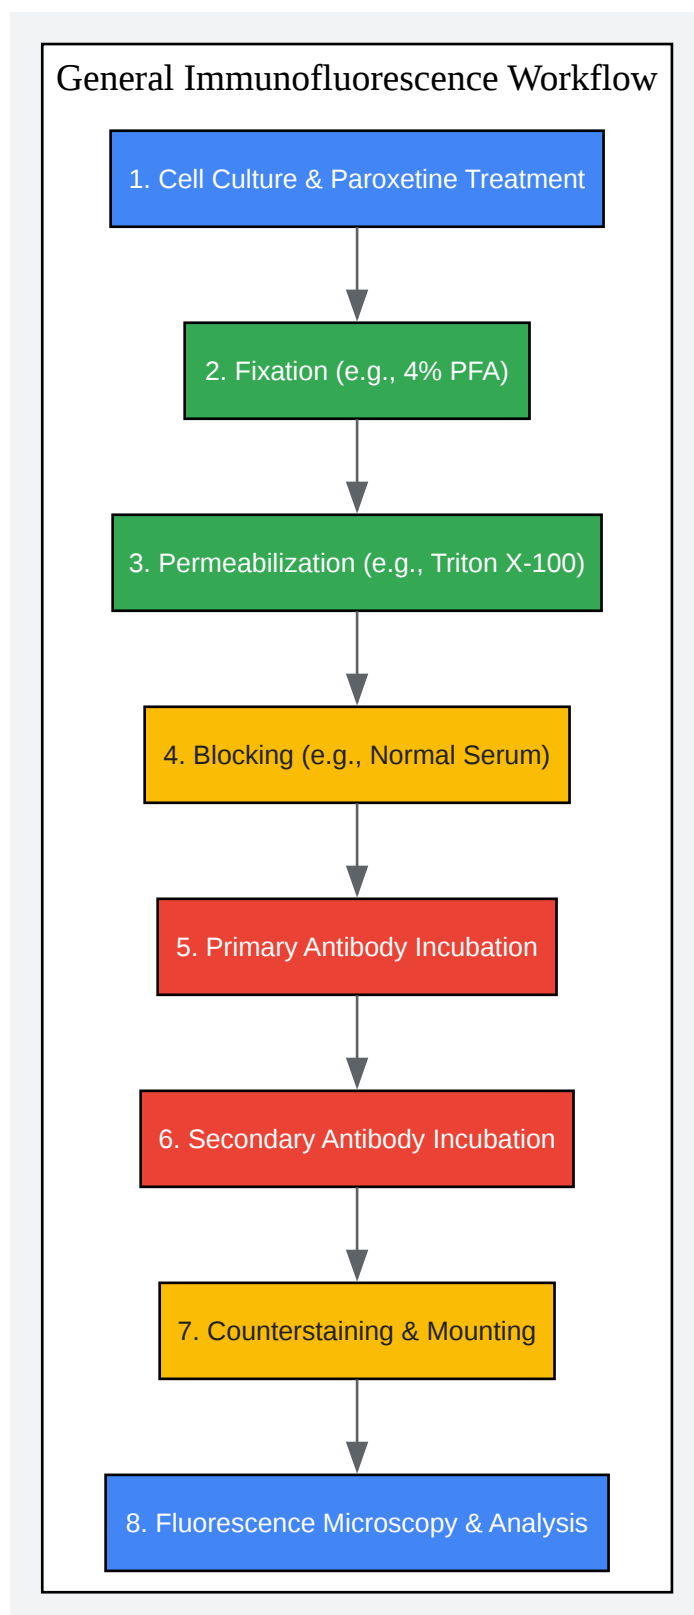 General Immunofluorescence Workflow
1. Cell Culture & Paroxetine Treatment
2. Fixation (e.g., 4% PFA)
3. Permeabilization (e.g., Triton X-100)
4. Blocking (e.g., Normal Serum)
5. Primary Antibody Incubation
6. Secondary Antibody Incubation
7. Counterstaining & Mounting
8. Fluorescence Microscopy & Analysis